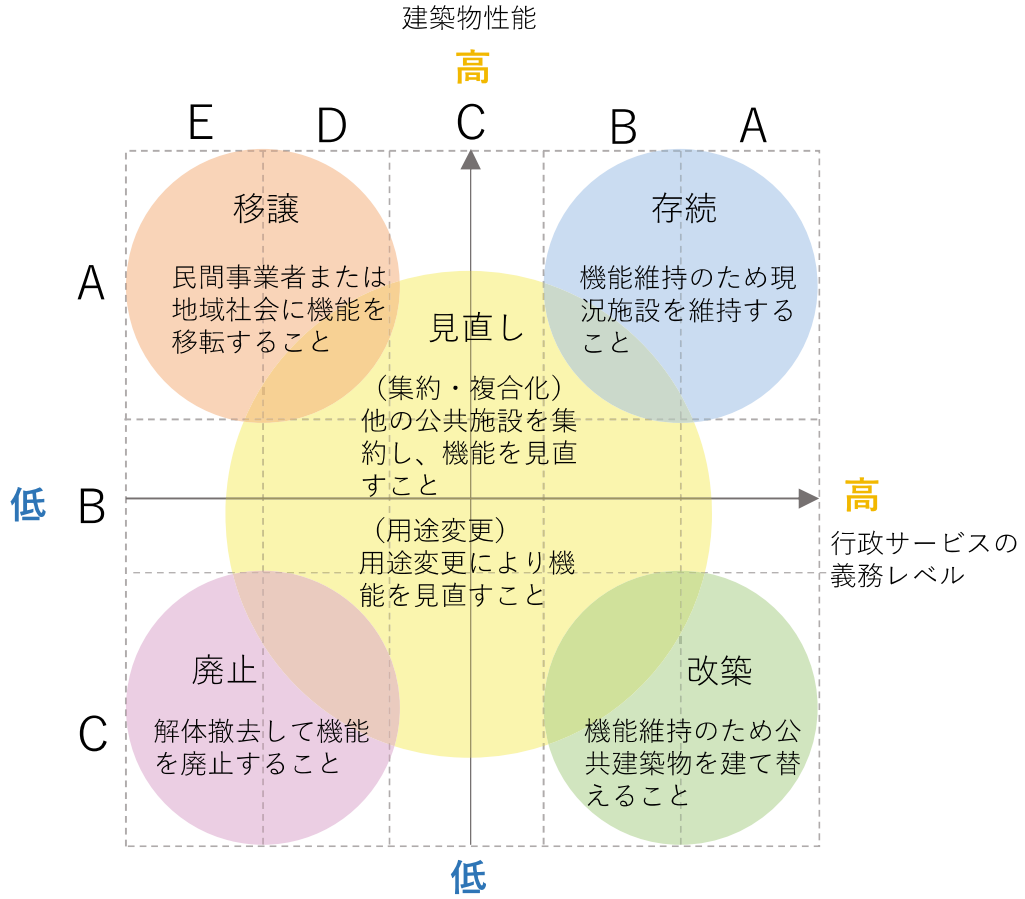 建築物性能
高
E D C B A
A
移譲
民間事業者または
地域社会に機能を
移転すること
存続
機能維持のため現
況施設を維持する
こと
見直し
（集約・複合化）
他の公共施設を集
約し、機能を見直
すこと
低
B
高
行政サービスの
義務レベル
（用途変更）
用途変更により機
能を見直すこと
C
廃止
解体撤去して機能
を廃止すること
改築
機能維持のため公
共建築物を建て替
えること
低